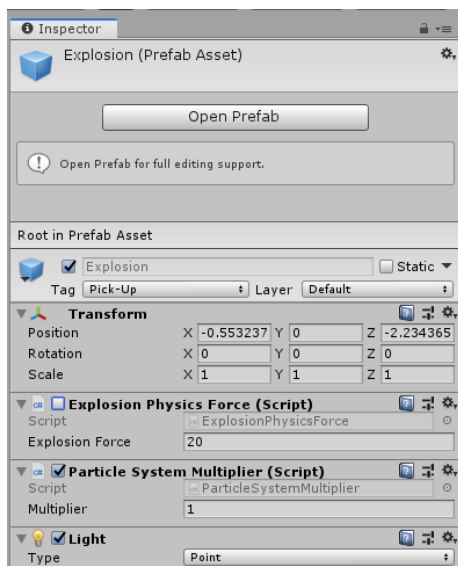 Inspector
Explosion (Prefab Asset)
Open Prefab
Open Prefab for full editing support.
Root in Prefab Asset
Explosion Static
Tag Pick-Up Layer Default
Transform
Position X -0.553237 Y 0 Z -2.234365
Rotation X 0 Y 0 Z 0
Scale X 1 Y 1 Z 1
Explosion Physics Force (Script)
Script ExplosionPhysicsForce
Explosion Force 20
Particle System Multiplier (Script)
Script ParticleSystemMultiplier
Multiplier 1
Light
Type Point